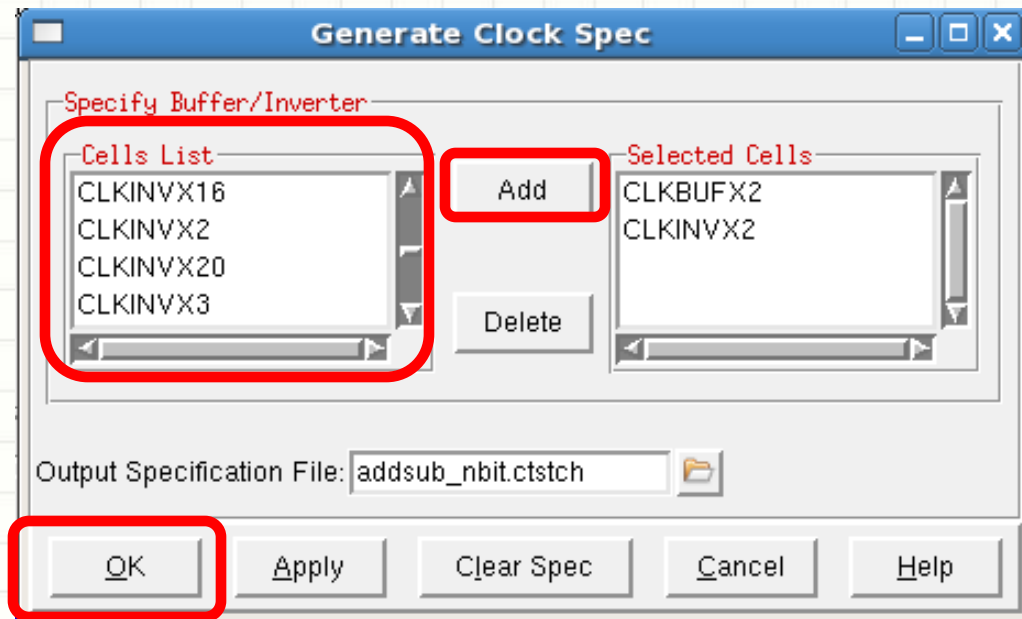 Generate Clock Spec
Specify Buffer/Inverter
Cells List
CLKINVX16
CLKINVX2
CLKINVX20
CLKINVX3
Add
Delete
Selected Cells
CLKBUFX2
CLKINVX2
Output Specification File: addsub_nbit.ctstch
OK
Apply
Clear Spec
Cancel
Help